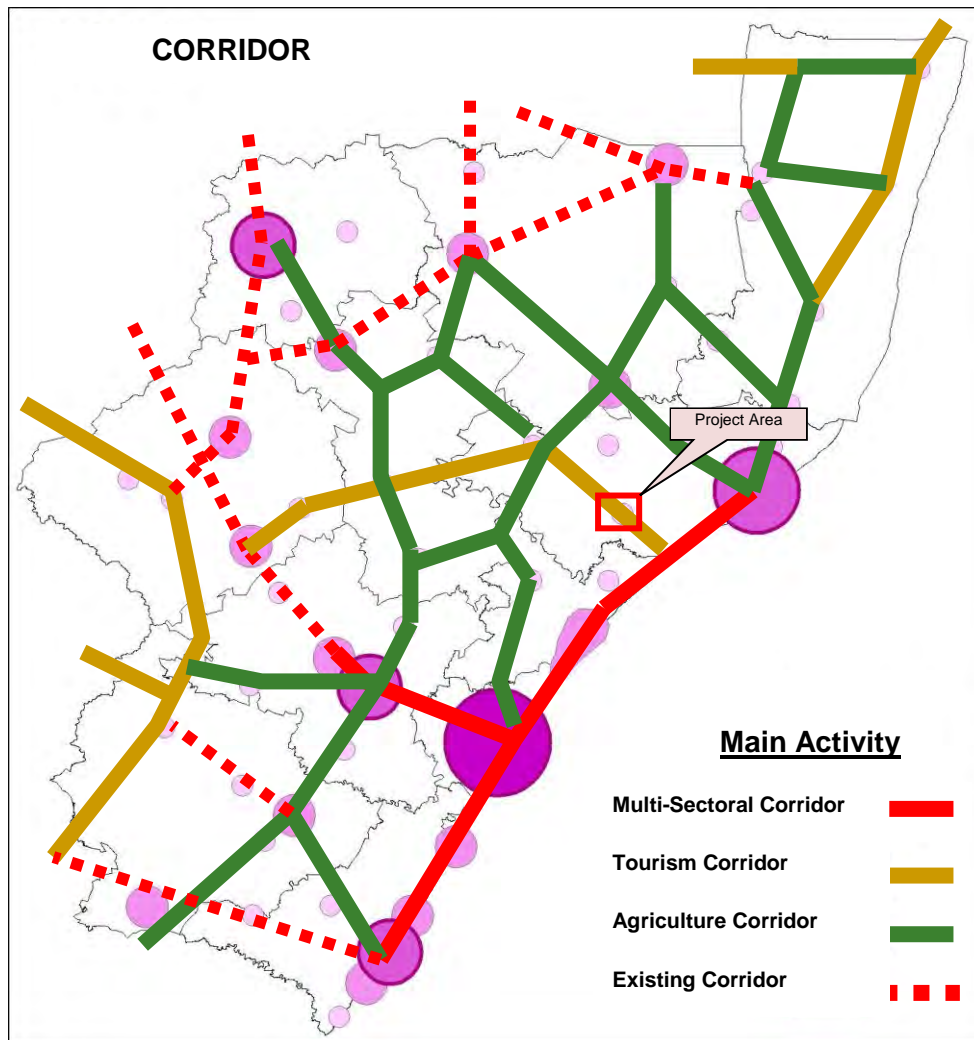 CORRIDOR
Project Area
Main Activity
Multi-Sectoral Corridor
Tourism Corridor
Agriculture Corridor
Existing Corridor